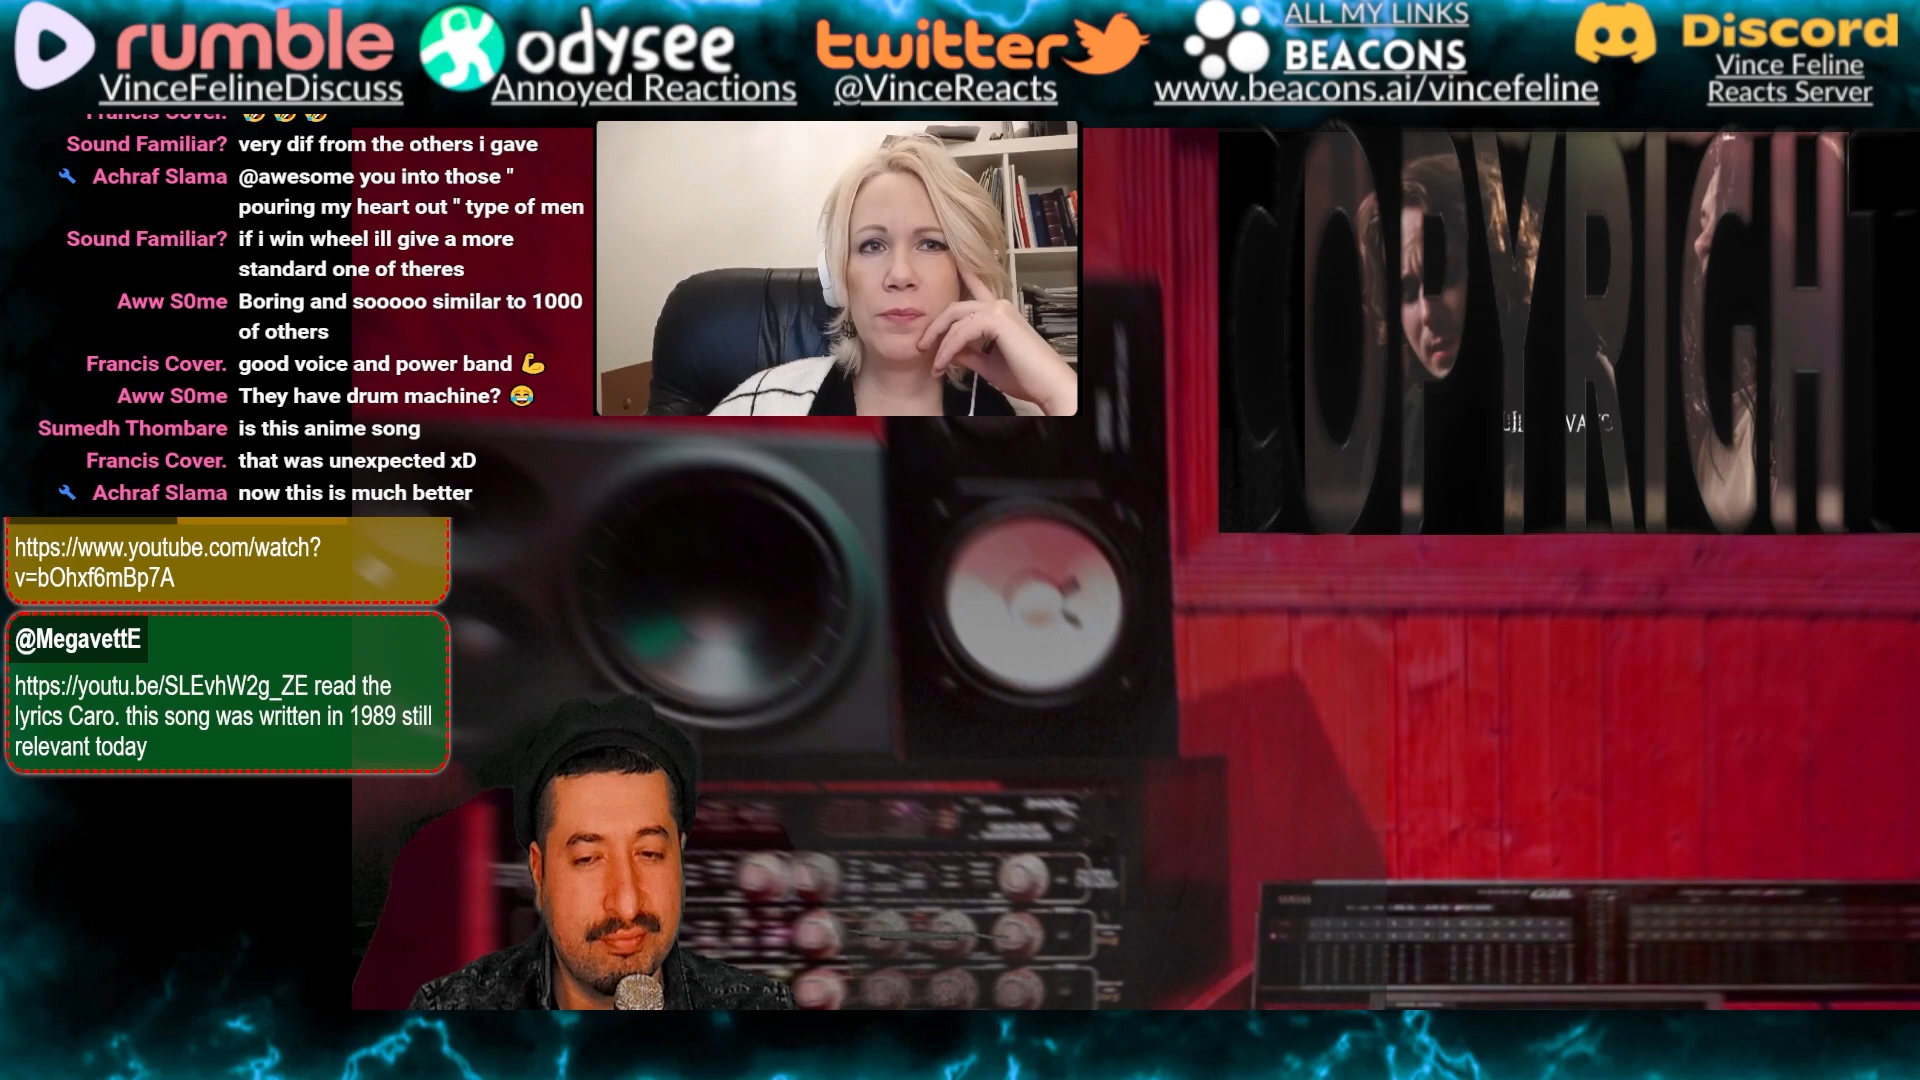 rumble
VinceFelineDiscuss
odysee
Annoyed Reactions
twitter
@VinceReacts
ALL MY LINKS
BEACONS
www.beacons.ai/vincefeline
Discord
Vince Feline
Reacts Server
Francis Cover. 🤣 🤣 🤣
Sound Familiar? very dif from the others i gave
Achraf Slama @awesome you into those "
pouring my heart out " type of men
Sound Familiar? if i win wheel ill give a more
standard one of theres
Aww S0me Boring and sooooo similar to 1000
of others
Francis Cover. good voice and power band 💪
Aww S0me They have drum machine? 😂
Sumedh Thombare is this anime song
Francis Cover. that was unexpected xD
Achraf Slama now this is much better
https://www.youtube.com/watch?
v=bOhxf6mBp7A
@MegavettE
https://youtu.be/SLEvhW2g_ZE read the
lyrics Caro. this song was written in 1989 still
relevant today
COPYRIGHT